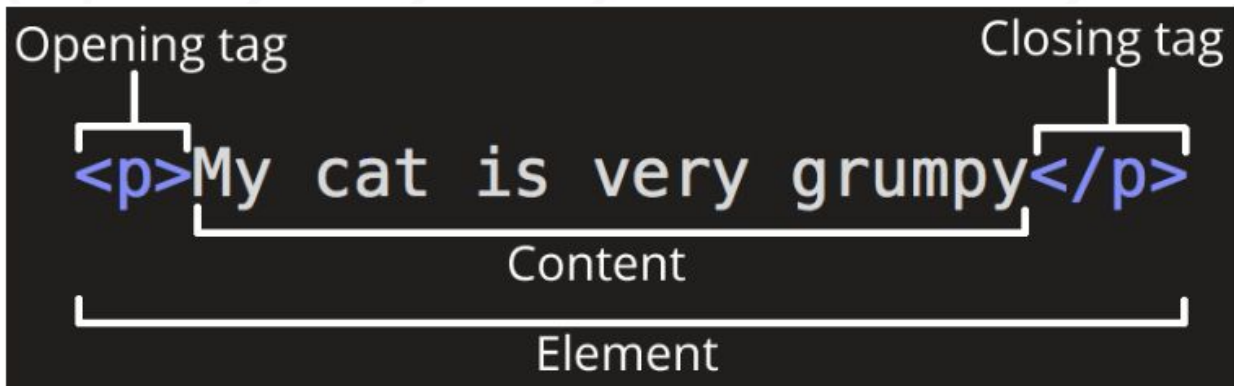 Opening tag
Closing tag
<p>My cat is very grumpy</p>
Content
Element